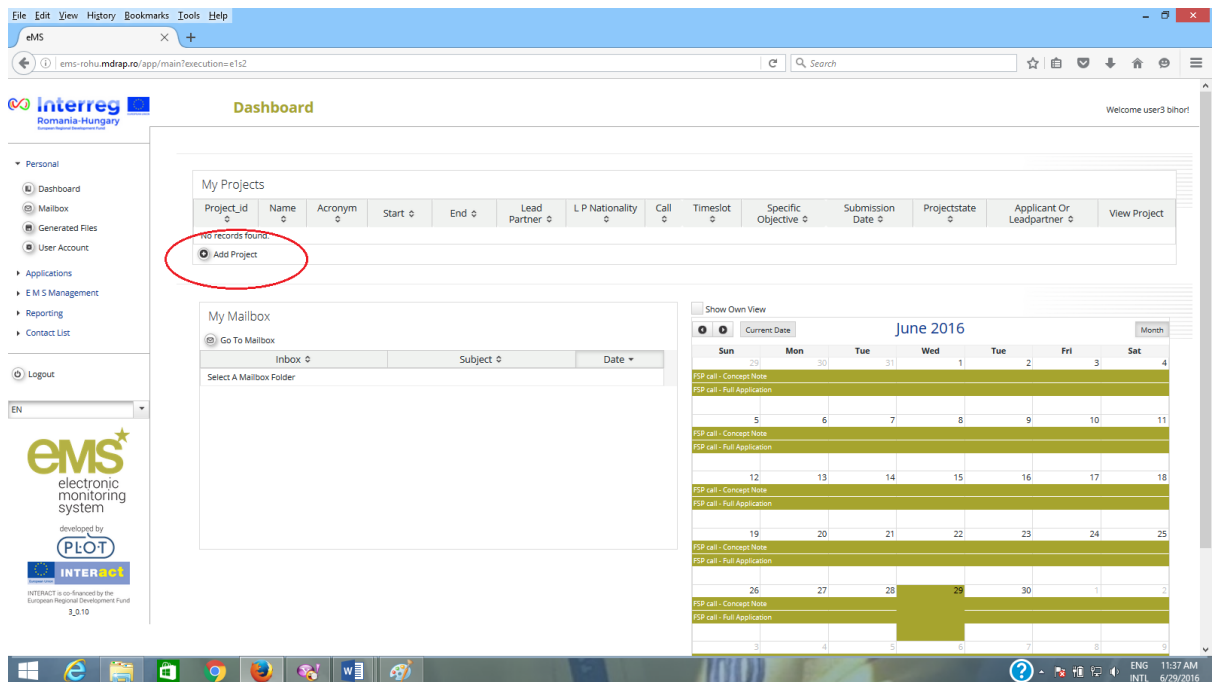 File Edit View History Bookmarks Tools Help
eMS
ems-rohu.mdrap.ro/app/main?execution=e1s2
Search
Interreg
Romania-Hungary
European Regional Development Fund
Dashboard
Welcome user3 bihor!
Personal
Dashboard
Mailbox
Generated Files
User Account
Applications
E M S Management
Reporting
Contact List
Logout
EN
eMS
electronic
monitoring
system
developed by
PLOT
INTERact
INTERACT is co-financed by the
European Regional Development Fund
3_0.10
My Projects
Project_id Name Acronym Start End Lead Partner L P Nationality Call Timeslot Specific Objective Submission Date Projectstate Applicant Or Leadpartner View Project
No records found.
Add Project
My Mailbox
Go To Mailbox
Inbox Subject Date
Select A Mailbox Folder
Show Own View
Current Date June 2016 Month
Sun Mon Tue Wed Tue Fri Sat
29 30 31 1 2 3 4
FSP call - Concept Note
FSP call - Full Application
5 6 7 8 9 10 11
FSP call - Concept Note
FSP call - Full Application
12 13 14 15 16 17 18
FSP call - Concept Note
FSP call - Full Application
19 20 21 22 23 24 25
FSP call - Concept Note
FSP call - Full Application
26 27 28 29 30 1 2
FSP call - Concept Note
FSP call - Full Application
3 4 5 6 7 8 9
ENG 11:37 AM
INTL 6/29/2016